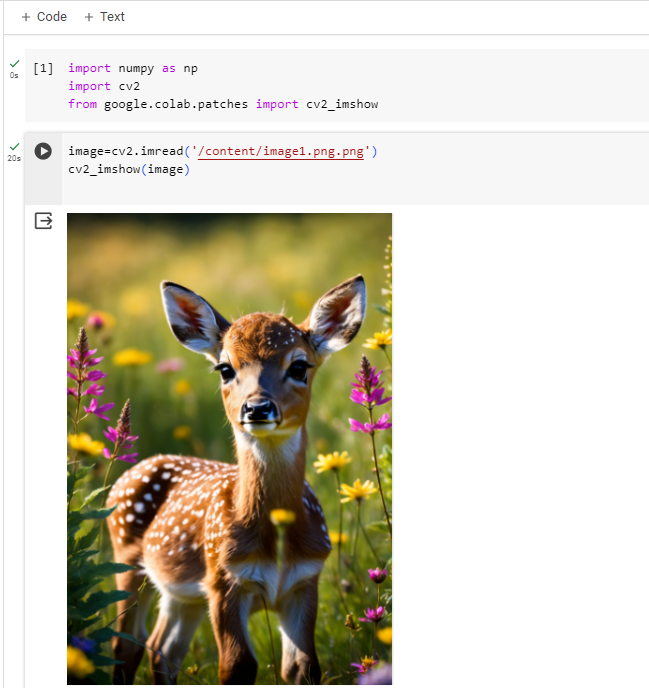 + Code + Text
[1] import numpy as np
import cv2
from google.colab.patches import cv2_imshow
0s
image=cv2.imread('/content/image1.png.png')
cv2_imshow(image)
20s